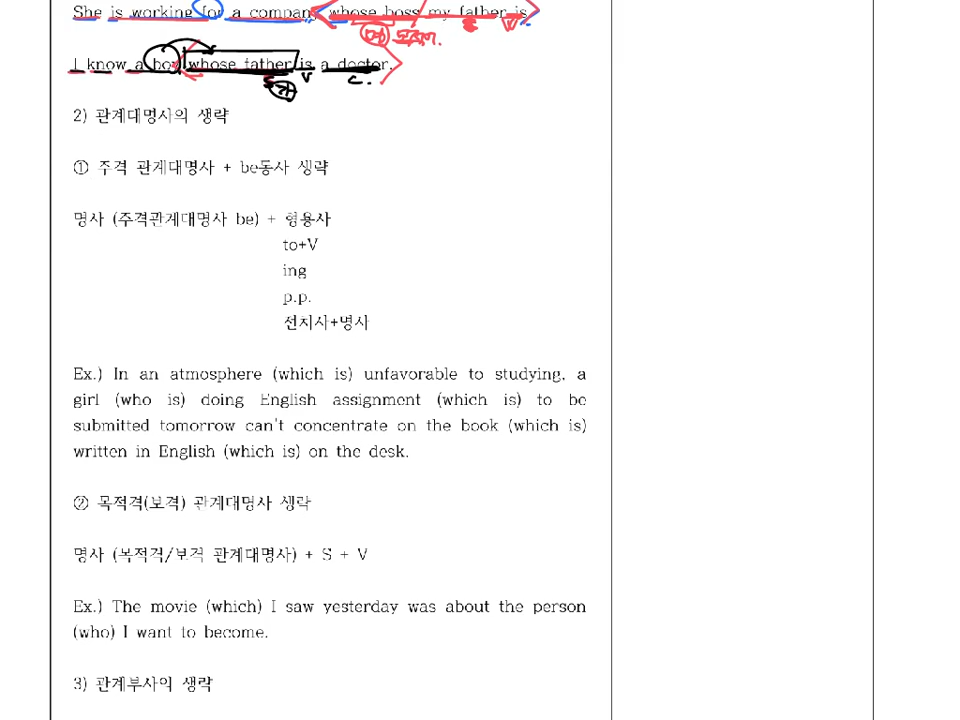 She is working for a company whose boss my father is
I know a boy whose father is a doctor.
S V C.
2) 관계대명사의 생략
① 주격 관계대명사 + be동사 생략
명사 (주격관계대명사 be) + 형용사
to+V
ing
p.p.
전치사+명사
Ex.) In an atmosphere (which is) unfavorable to studying, a
girl (who is) doing English assignment (which is) to be
submitted tomorrow can't concentrate on the book (which is)
written in English (which is) on the desk.
② 목적격(보격) 관계대명사 생략
명사 (목적격/보격 관계대명사) + S + V
Ex.) The movie (which) I saw yesterday was about the person
(who) I want to become.
3) 관계부사의 생략